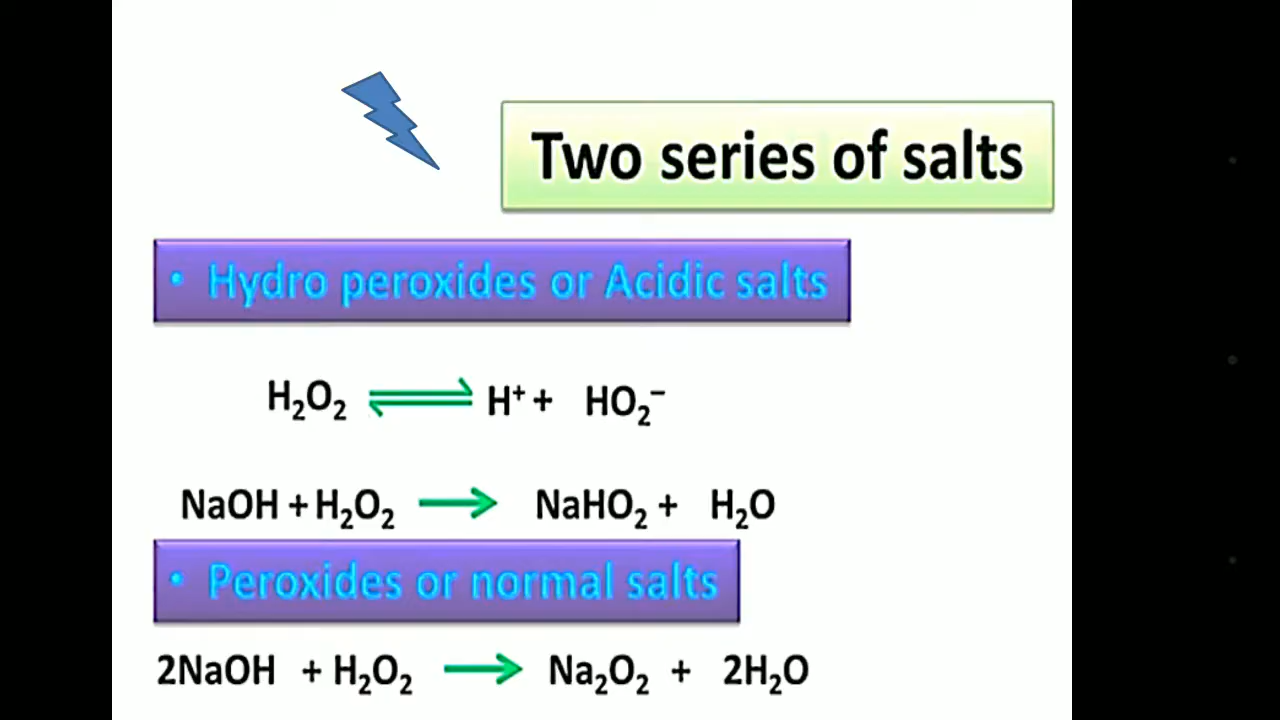 Two series of salts
• Hydro peroxides or Acidic salts
H₂O₂ ⇌ H⁺ + HO₂⁻
NaOH + H₂O₂ → NaHO₂ + H₂O
• Peroxides or normal salts
2NaOH + H₂O₂ → Na₂O₂ + 2H₂O